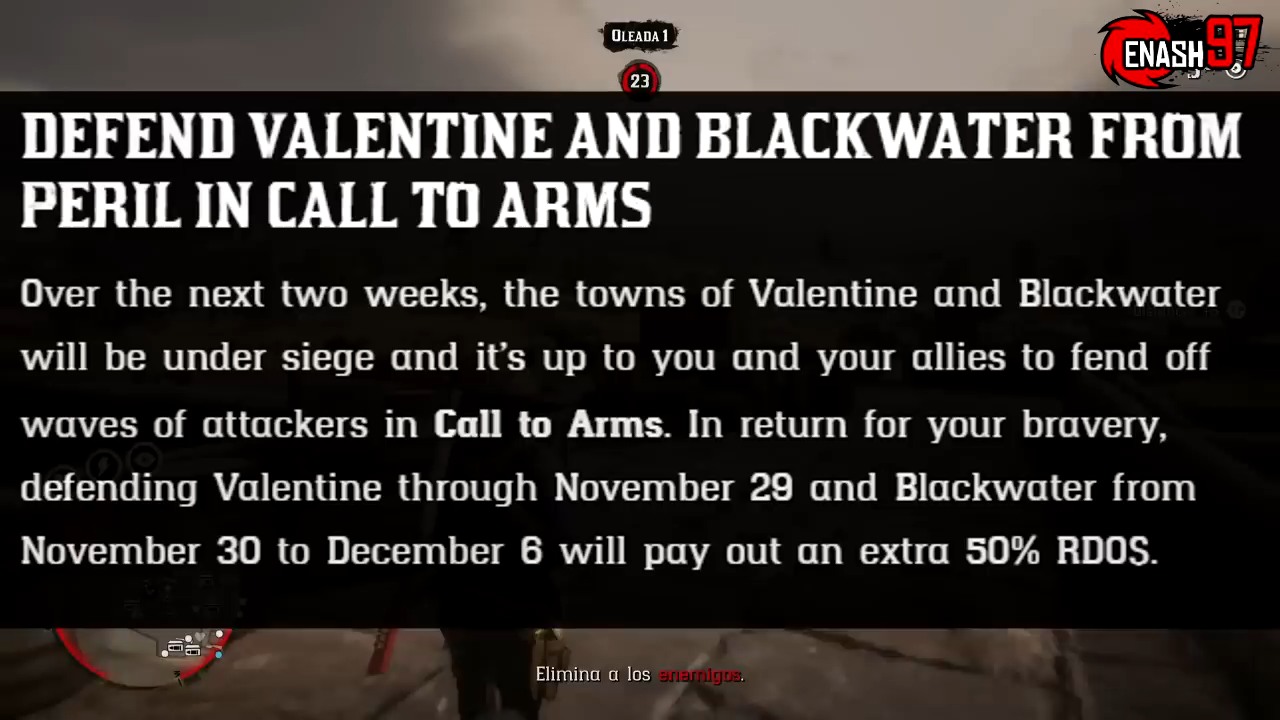 OLEADA 1
ENASH97
23
DEFEND VALENTINE AND BLACKWATER FROM
PERIL IN CALL TO ARMS
Over the next two weeks, the towns of Valentine and Blackwater
will be under siege and it's up to you and your allies to fend off
waves of attackers in Call to Arms. In return for your bravery,
defending Valentine through November 29 and Blackwater from
November 30 to December 6 will pay out an extra 50% RDO$.
Elimina a los enemigos.